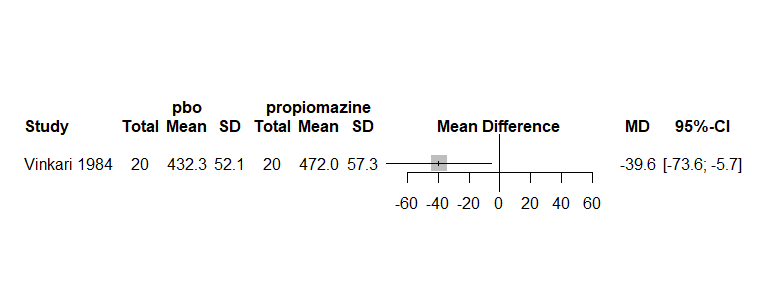 pbo propiomazine
Study Total Mean SD Total Mean SD Mean Difference MD 95%-CI
Vinkari 1984 20 432.3 52.1 20 472.0 57.3 -39.6 [-73.6; -5.7]
-60 -40 -20 0 20 40 60